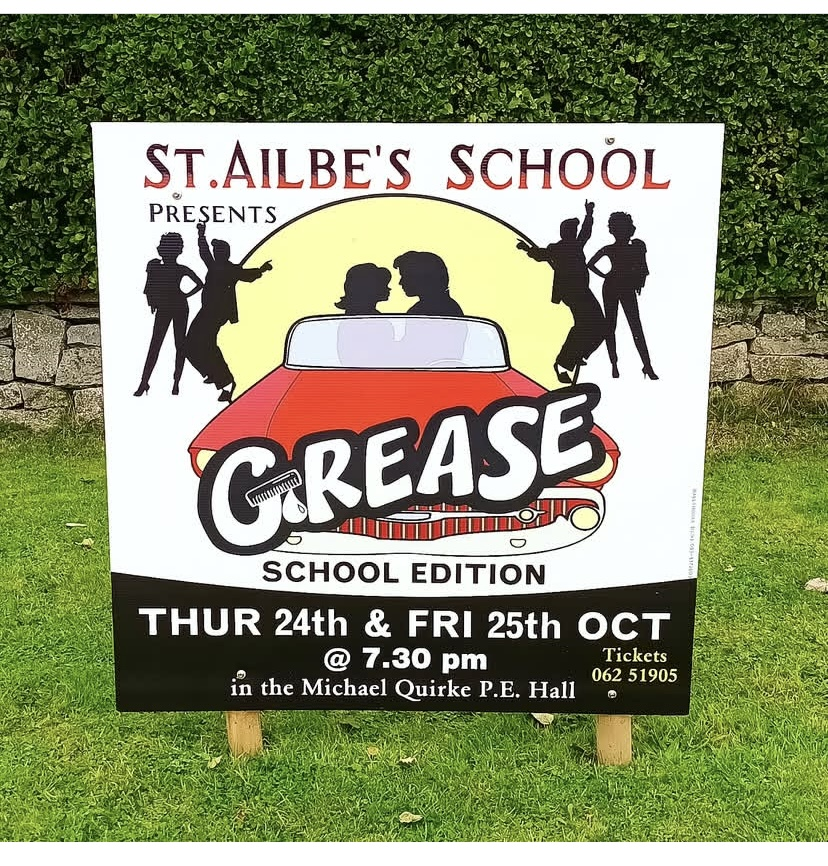 ST.AILBE'S SCHOOL
PRESENTS
GREASE
SCHOOL EDITION
THUR 24th & FRI 25th OCT
@ 7.30 pm
Tickets
062 51905
in the Michael Quirke P.E. Hall